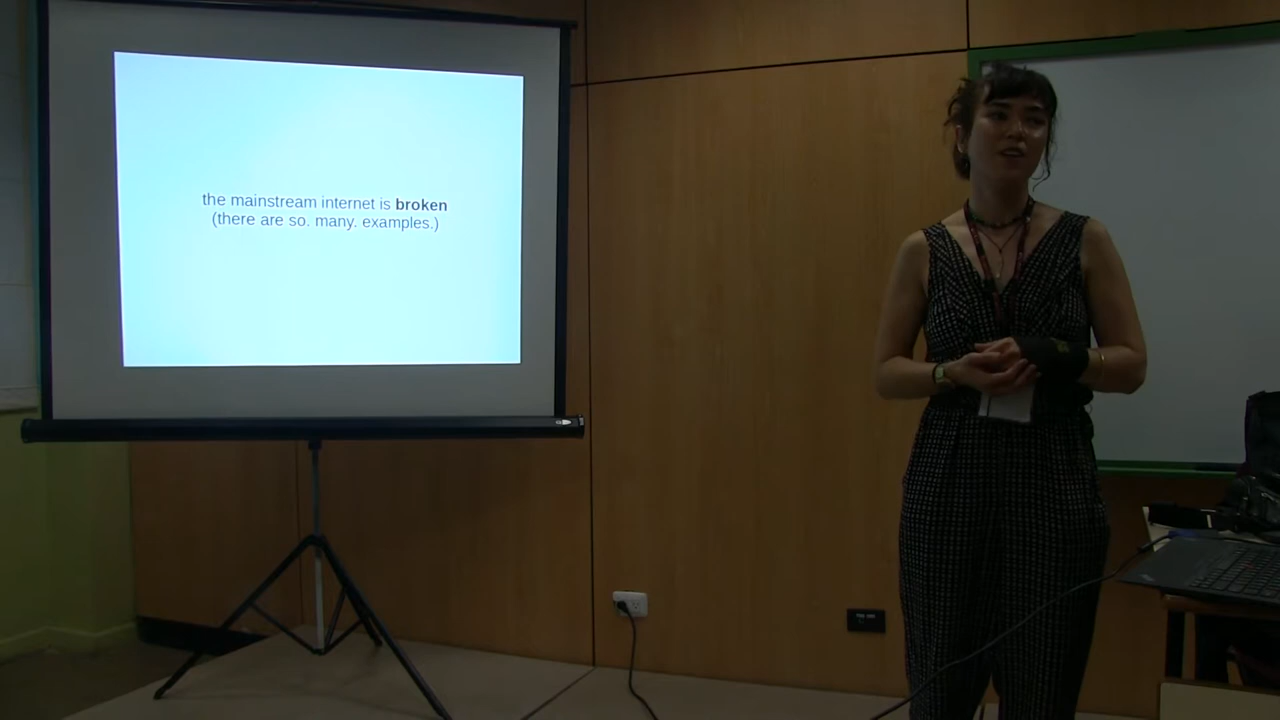 the mainstream internet is broken
(there are so. many. examples.)